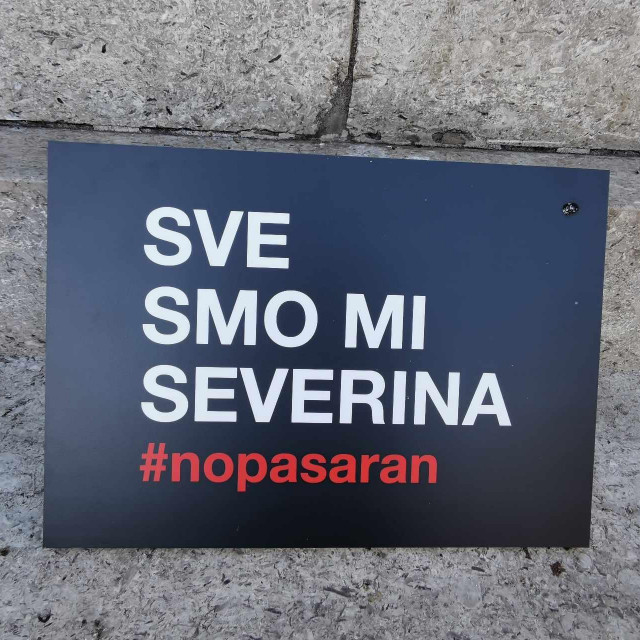 SVE
SMO MI
SEVERINA
#nopasaran